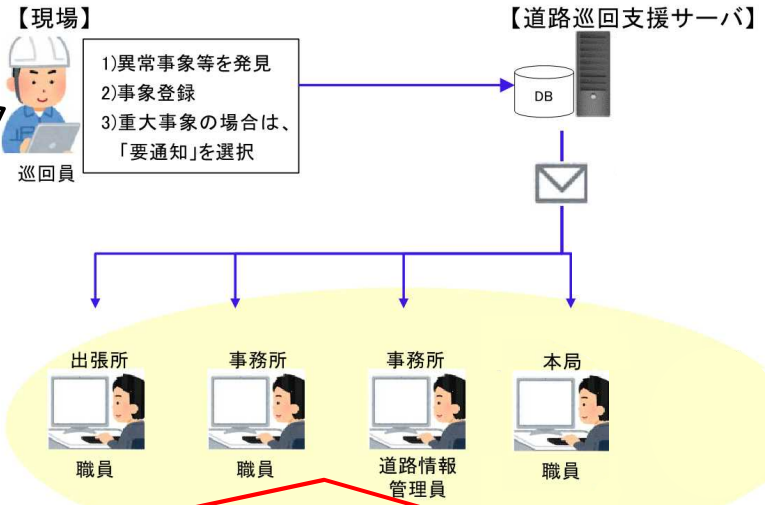 【現場】
【道路巡回支援サーバ】
1)異常事象等を発見
2)事象登録
3)重大事象の場合は、
「要通知」を選択
DB
巡回員
出張所
事務所
事務所
本局
職員
職員
道路情報
管理員
職員